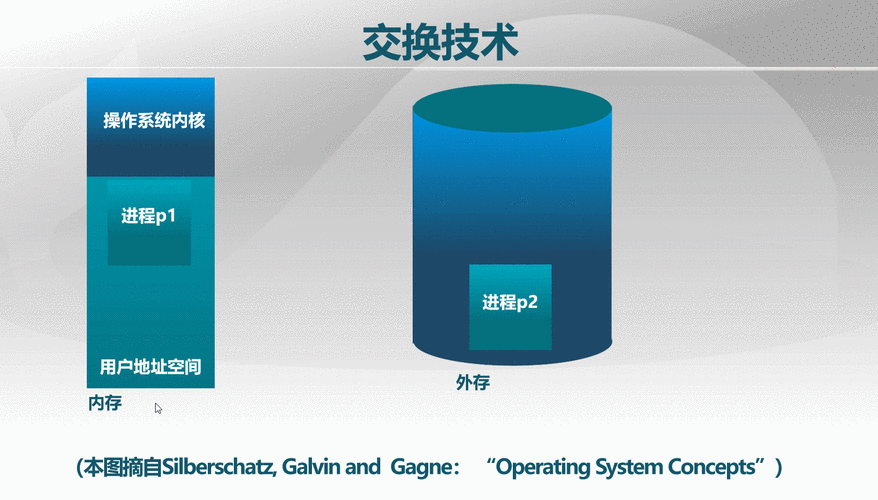 交换技术
操作系统内核
进程p1
用户地址空间
内存
进程p2
外存
(本图摘自Silberschatz, Galvin and Gagne： “Operating System Concepts” )